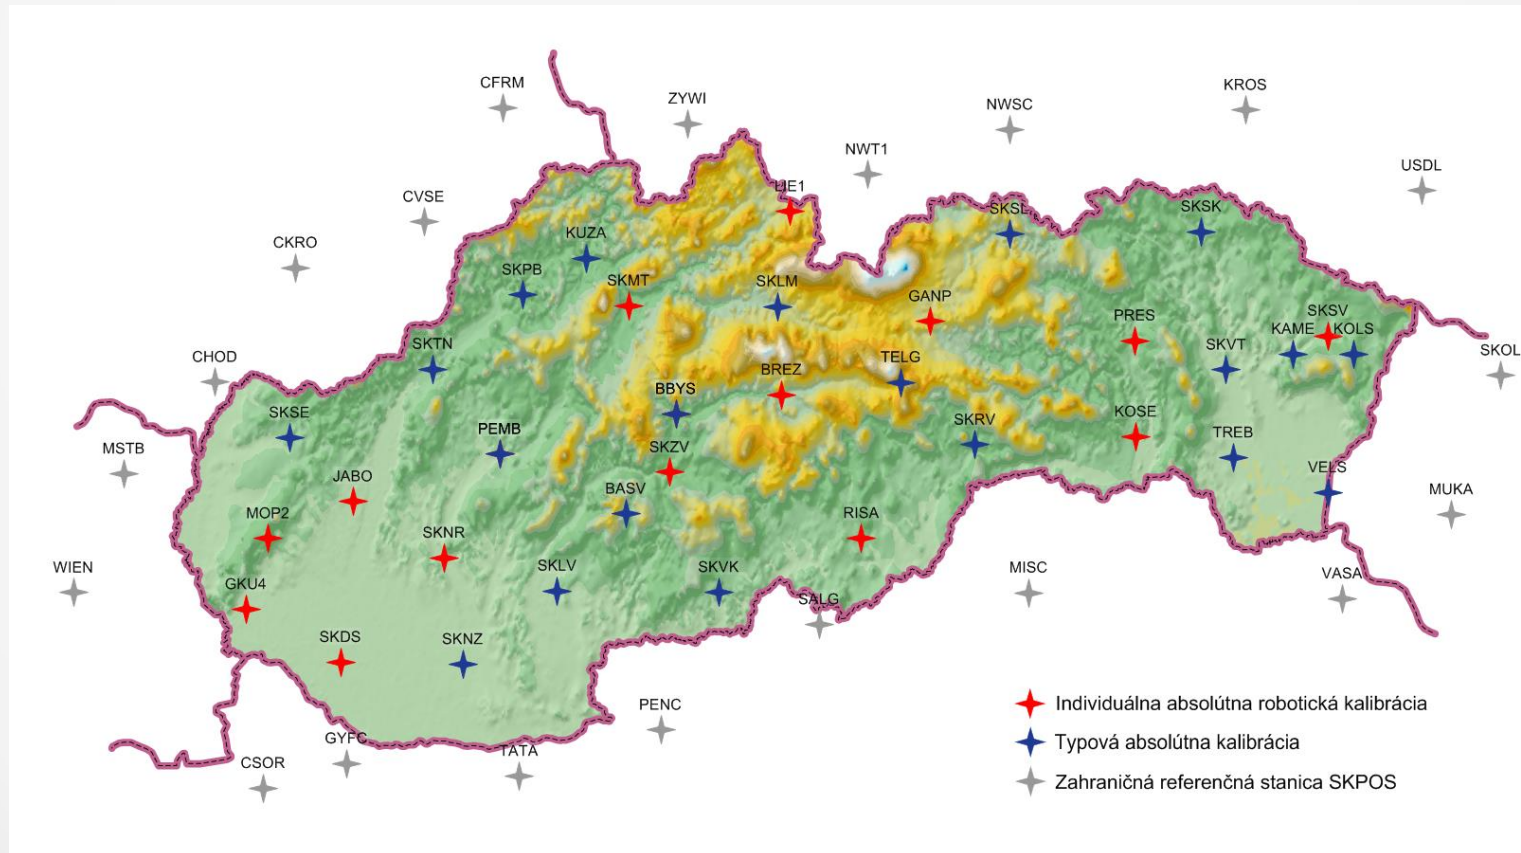 CFRM
KROS
ZYWI
NWSC
NWT1
USDL
LIE1
CVSE
SKSL
SKSK
KUZA
CKRO
SKPB
SKMT
SKLM
GANP
SKSV
PRES
KAME
KOLS
SKTN
SKVT
SKOL
CHOD
TELG
BREZ
BBYS
SKSE
KOSE
SKRV
PEMB
TREB
MSTB
SKZV
VELS
JABO
BASV
MUKA
MOP2
RISA
SKNR
WIEN
SKLV
SKVK
MISC
VASA
GKU4
SALG
SKDS
SKNZ
PENC
Individuálna absolútna robotická kalibrácia
GYFC
Typová absolútna kalibrácia
TATA
CSOR
Zahraničná referenčná stanica SKPOS